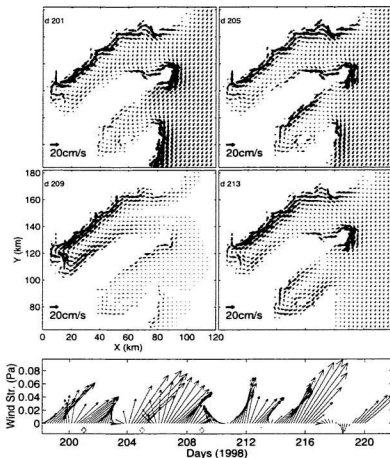 d 201
d 205
20cm/s
20cm/s
180
160
140
120
100
80
Y (km)
d 209
d 213
20cm/s
20cm/s
0 20 40 60 80 100 120
X (km)
Wind Str. (Pa)
0.08
0.06
0.04
0.02
0
200 204 208 212 216 220
Days (1998)